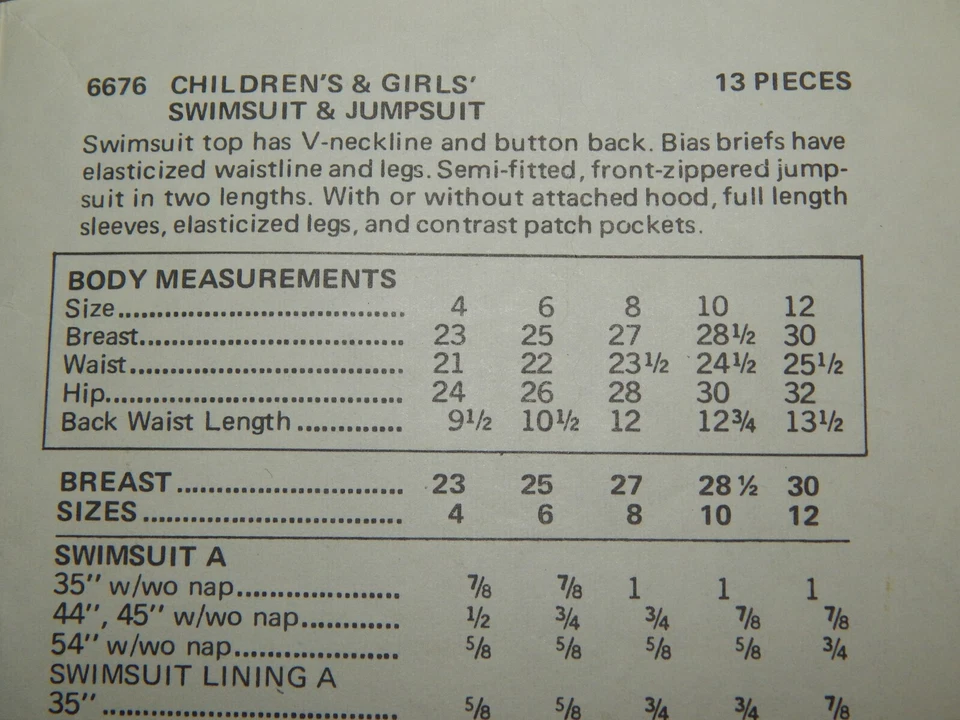 6676 CHILDREN'S & GIRLS' 13 PIECES
SWIMSUIT & JUMPSUIT
Swimsuit top has V-neckline and button back. Bias briefs have
elasticized waistline and legs. Semi-fitted, front-zippered jump-
suit in two lengths. With or without attached hood, full length
sleeves, elasticized legs, and contrast patch pockets.
BODY MEASUREMENTS
Size................................... 4 6 8 10 12
Breast................................ 23 25 27 28½ 30
Waist................................. 21 22 23½ 24½ 25½
Hip.................................... 24 26 28 30 32
Back Waist Length ............. 9½ 10½ 12 12¾ 13½
BREAST ............................ 23 25 27 28 ½ 30
SIZES ................................ 4 6 8 10 12
SWIMSUIT A
35" w/wo nap.................... ⅞ ⅞ 1 1 1
44", 45" w/wo nap............ ½ ¾ ¾ ⅞ ⅞
54" w/wo nap.................... ⅝ ⅝ ⅝ ⅝ ¾
SWIMSUIT LINING A
35" .................................... ⅝ ⅝ ¾ ¾ ⅞